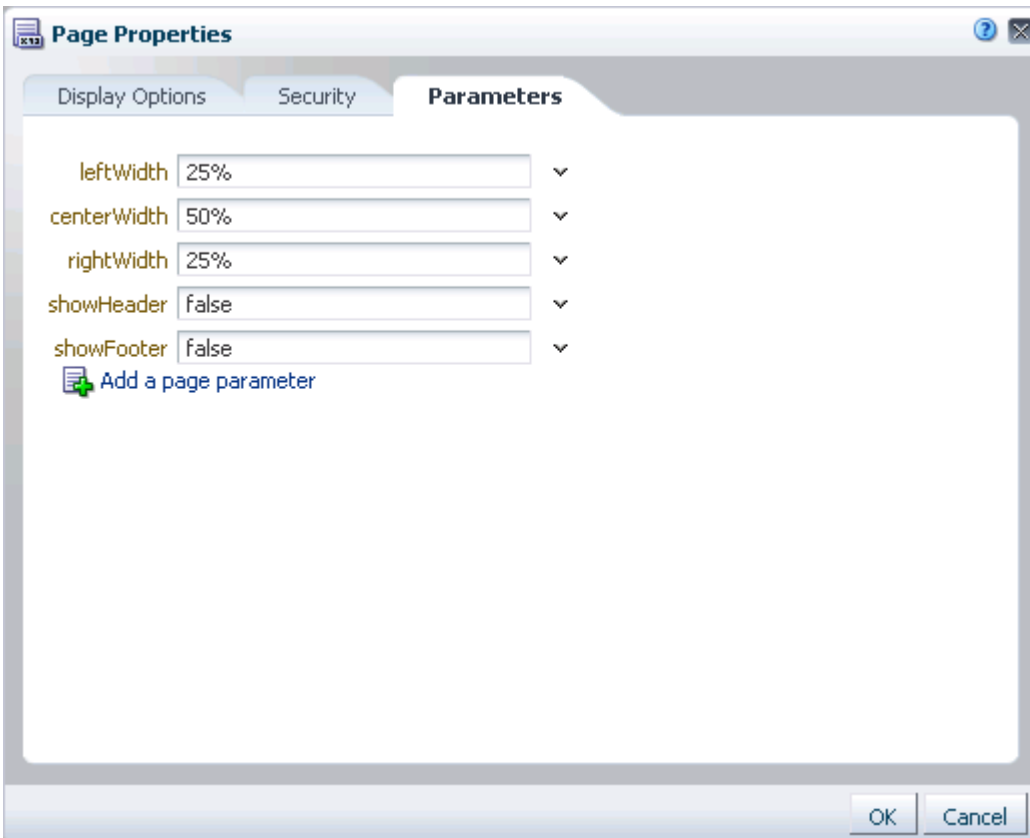 Page Properties
Display Options Security Parameters
leftWidth 25%
centerWidth 50%
rightWidth 25%
showHeader false
showFooter false
Add a page parameter
OK Cancel